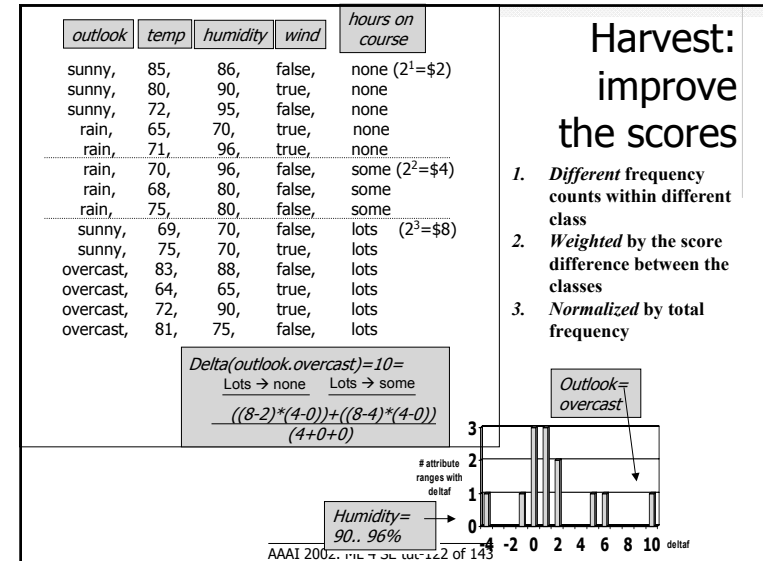 outlook temp humidity wind hours on course
sunny, 85, 86, false, none (2¹=$2)
sunny, 80, 90, true, none
sunny, 72, 95, false, none
rain, 65, 70, true, none
rain, 71, 96, true, none
rain, 70, 96, false, some (2²=$4)
rain, 68, 80, false, some
rain, 75, 80, false, some
sunny, 69, 70, false, lots (2³=$8)
sunny, 75, 70, true, lots
overcast, 83, 88, false, lots
overcast, 64, 65, true, lots
overcast, 72, 90, true, lots
overcast, 81, 75, false, lots
Delta(outlook.overcast)=10=
Lots → none Lots → some
((8-2)*(4-0))+((8-4)*(4-0))
(4+0+0)
Harvest:
improve
the scores
1. Different frequency
counts within different
class
2. Weighted by the score
difference between the
classes
3. Normalized by total
frequency
Outlook=
overcast
3
2
1
0
# attribute
ranges with
deltaf
Humidity=
90.. 96%
-4 -2 0 2 4 6 8 10 deltaf
AAAI 2002. ML 4 SE tut-122 of 143